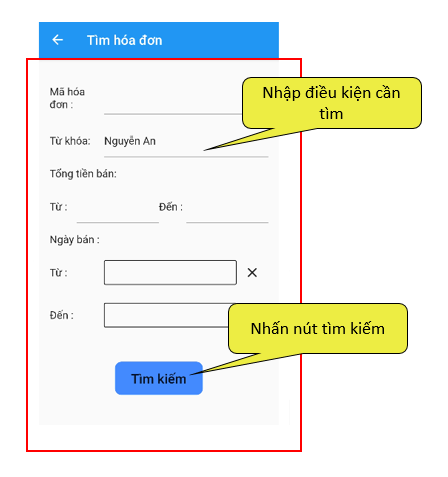 Tìm hóa đơn
Mã hóa
đơn :
Nhập điều kiện cần
tìm
Từ khóa: Nguyễn An
Tổng tiền bán:
Từ : Đến :
Ngày bán :
Từ :
Đến :
Nhấn nút tìm kiếm
Tìm kiếm